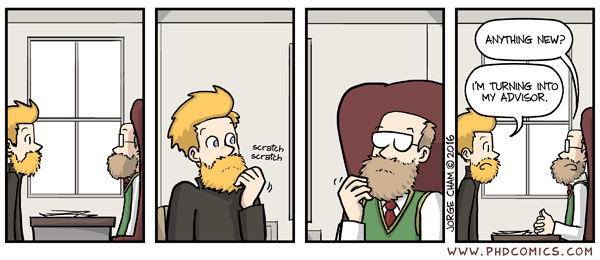 scratch
scratch
ANYTHING NEW?
I'M TURNING INTO
MY ADVISOR.
JORGE CHAM © 2016
WWW.PHDCOMICS.COM